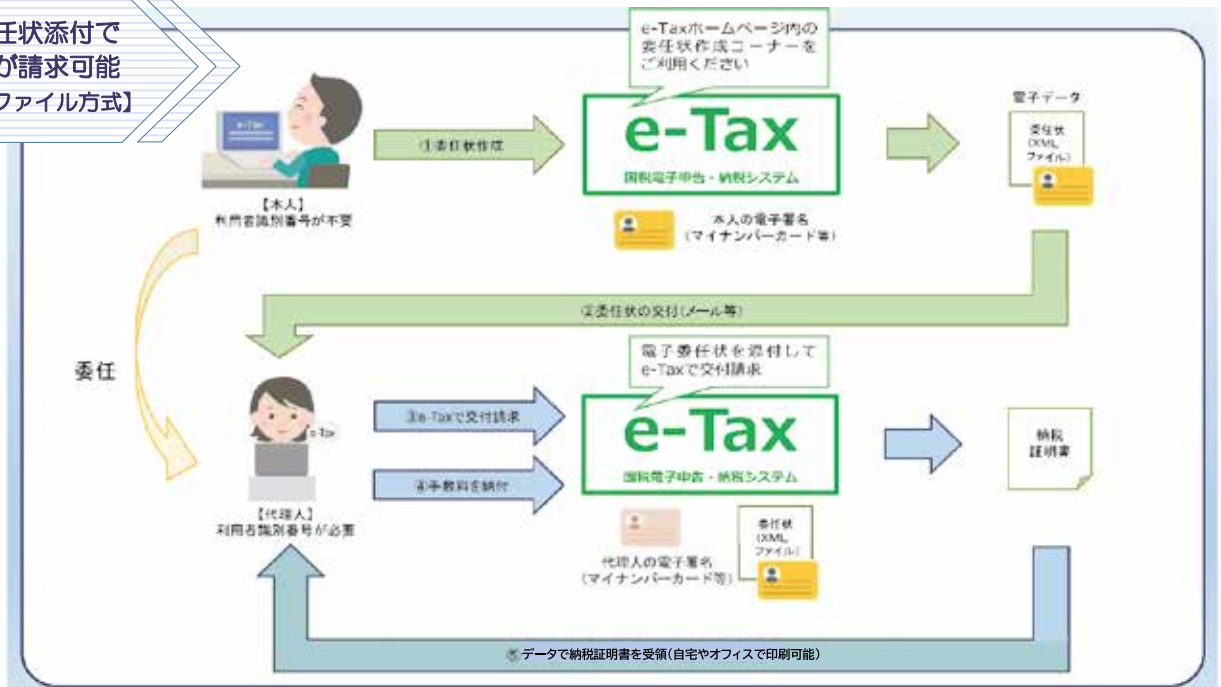 任状添付で
が請求可能
ファイル方式】
e-Taxホームページ内の
委任状作成コーナーを
ご利用ください
e-Tax
①委任状作成
e-Tax
国税電子申告・納税システム
電子データ
委任状
(XML
ファイル)
【本人】
利用者識別番号が不要
本人の電子署名
(マイナンバーカード等)
②委任状の交付(メール等)
委任
電子委任状を添付して
e-Taxで交付請求
e-Tax
③e-Taxで交付請求
④手数料を納付
e-Tax
国税電子申告・納税システム
納税
証明書
【代理人】
利用者識別番号が必要
代理人の電子署名
(マイナンバーカード等)
委任状
(XML
ファイル)
⑤データで納税証明書を受領(自宅やオフィスで印刷可能)